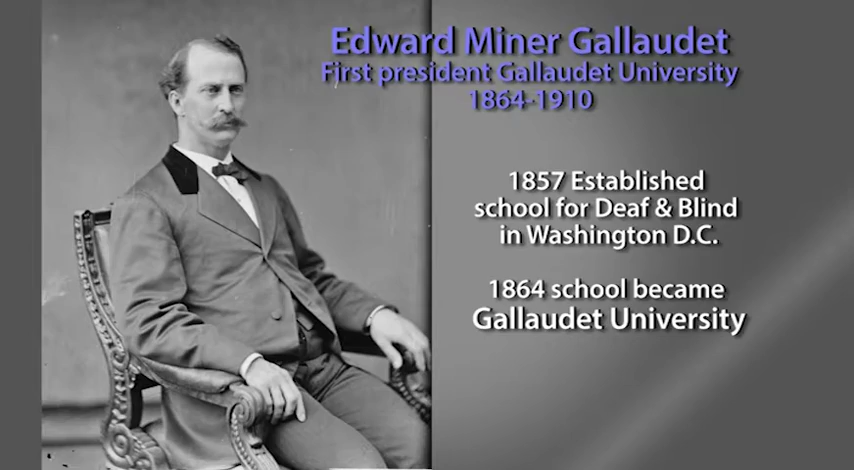 Edward Miner Gallaudet
First president Gallaudet University
1864-1910
1857 Established
school for Deaf & Blind
in Washington D.C.
1864 school became
Gallaudet University